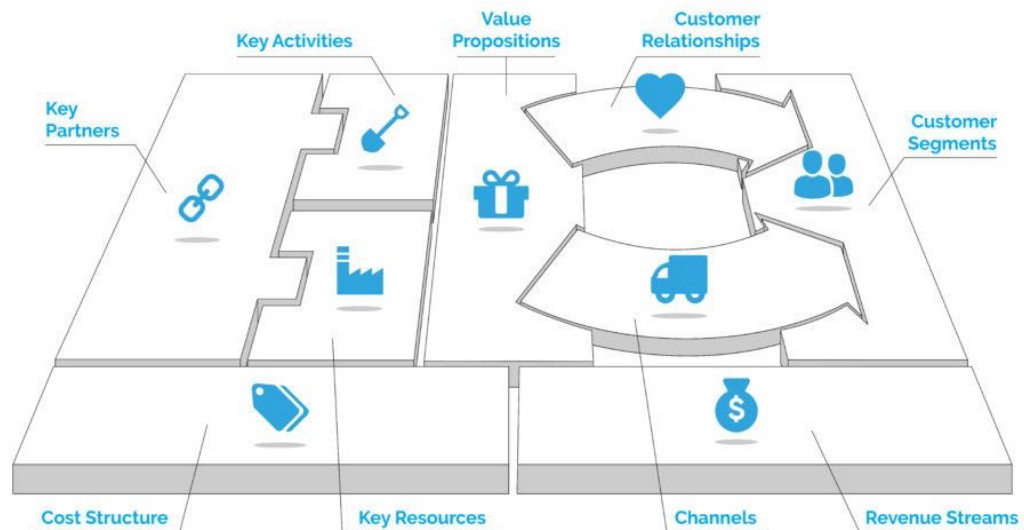 Key Activities
Value
Propositions
Customer
Relationships
Key
Partners
Customer
Segments
$
Cost Structure
Key Resources
Channels
Revenue Streams